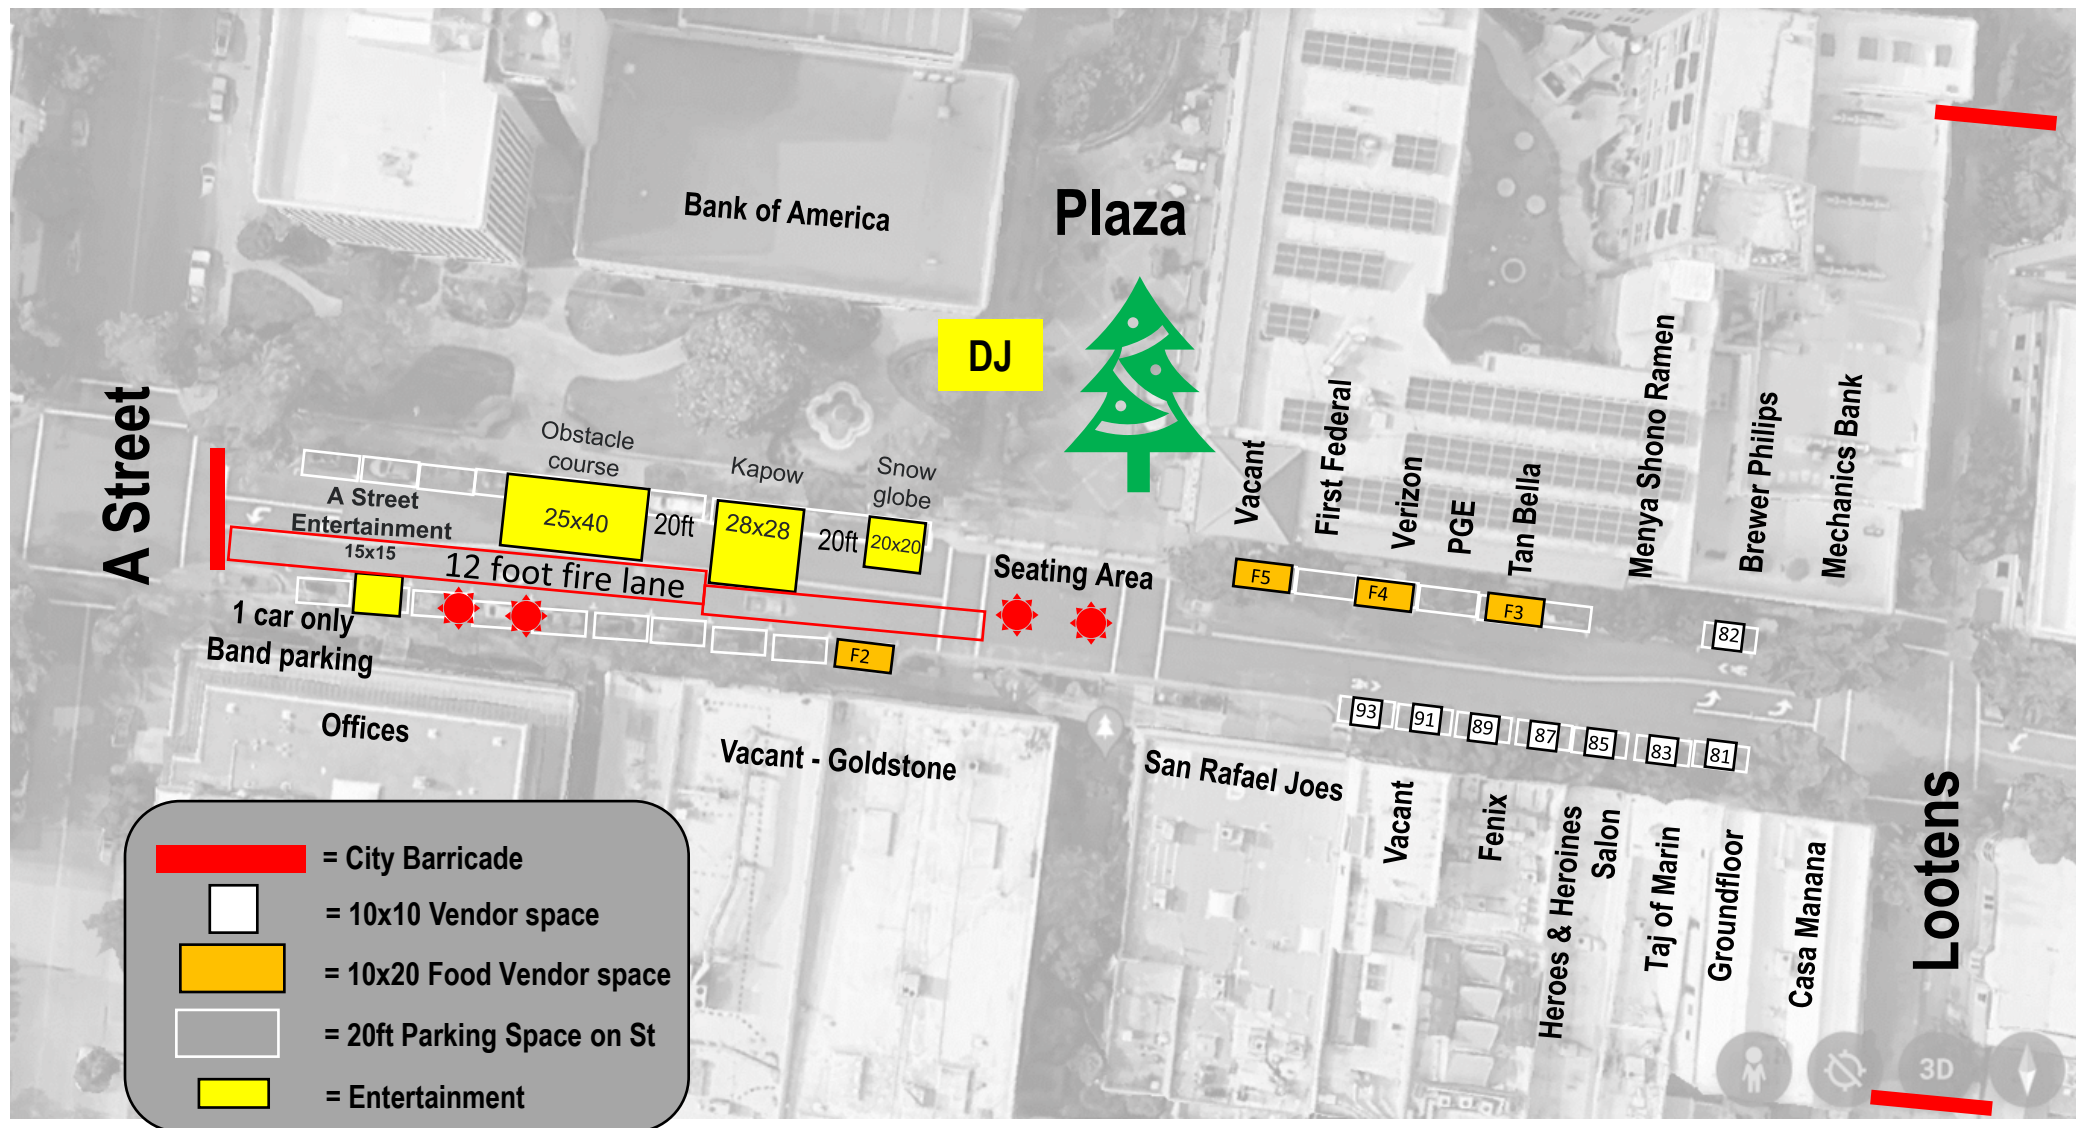 Bank of America
Plaza
DJ
A Street
Obstacle
course
Kapow
Snow
globe
A Street
Entertainment
15x15
25x40
20ft
28x28
20ft
20x20
12 foot fire lane
Seating Area
1 car only
Band parking
F2
Vacant
First Federal
Verizon
PGE
Tan Bella
Menya Shono Ramen
Brewer Philips
Mechanics Bank
F5
F4
F3
82
93
91
89
87
85
83
81
Offices
Vacant - Goldstone
San Rafael Joes
Vacant
Fenix
Heroes & Heroines
Salon
Taj of Marin
Groundfloor
Casa Manana
Lootens
= City Barricade
= 10x10 Vendor space
= 10x20 Food Vendor space
= 20ft Parking Space on St
= Entertainment
3D